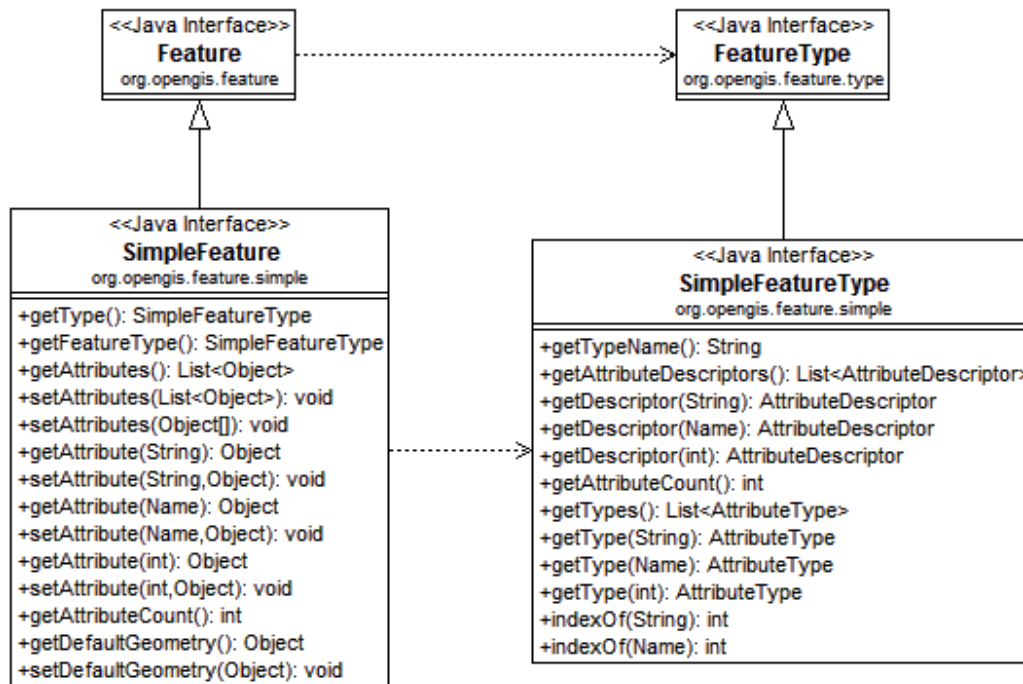 <<Java Interface>>
Feature
org.opengis.feature
<<Java Interface>>
FeatureType
org.opengis.feature.type
<<Java Interface>>
SimpleFeature
org.opengis.feature.simple
+getType(): SimpleFeatureType
+getFeatureType(): SimpleFeatureType
+getAttributes(): List<Object>
+setAttributes(List<Object>): void
+setAttributes(Object[]): void
+getAttribute(String): Object
+setAttribute(String,Object): void
+getAttribute(Name): Object
+setAttribute(Name,Object): void
+getAttribute(int): Object
+setAttribute(int,Object): void
+getAttributeCount(): int
+getDefaultGeometry(): Object
+setDefaultGeometry(Object): void
<<Java Interface>>
SimpleFeatureType
org.opengis.feature.simple
+getTypeName(): String
+getAttributeDescriptors(): List<AttributeDescriptor>
+getDescriptor(String): AttributeDescriptor
+getDescriptor(Name): AttributeDescriptor
+getDescriptor(int): AttributeDescriptor
+getAttributeCount(): int
+getTypes(): List<AttributeType>
+getType(String): AttributeType
+getType(Name): AttributeType
+getType(int): AttributeType
+indexOf(String): int
+indexOf(Name): int